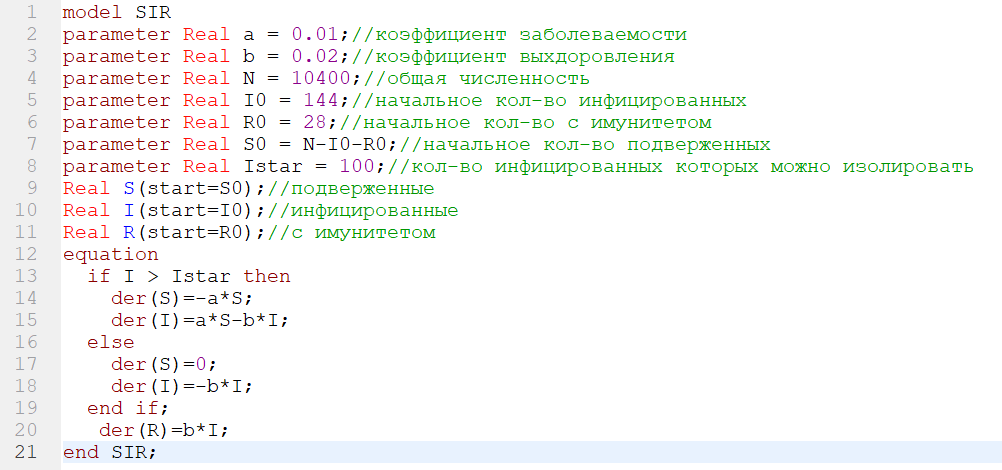 1 model SIR
2 parameter Real a = 0.01;//коэффициент заболеваемости
3 parameter Real b = 0.02;//коэффициент выхдоровления
4 parameter Real N = 10400;//общая численность
5 parameter Real I0 = 144;//начальное кол-во инфицированных
6 parameter Real R0 = 28;//начальное кол-во с имунитетом
7 parameter Real S0 = N-I0-R0;//начальное кол-во подверженных
8 parameter Real Istar = 100;//кол-во инфицированных которых можно изолировать
9 Real S(start=S0);//подверженные
10 Real I(start=I0);//инфицированные
11 Real R(start=R0);//с имунитетом
12 equation
13   if I > Istar then
14     der(S)=-a*S;
15     der(I)=a*S-b*I;
16   else
17     der(S)=0;
18     der(I)=-b*I;
19   end if;
20    der(R)=b*I;
21 end SIR;